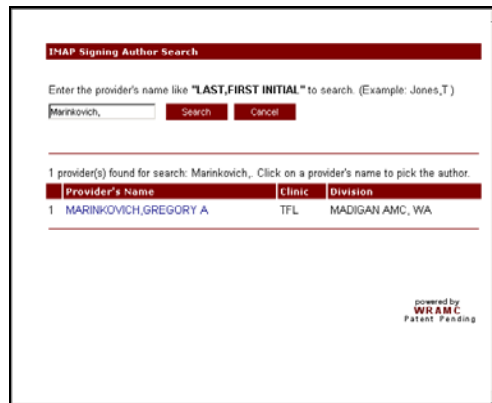 IMAP Signing Author Search
Enter the provider's name like "LAST,FIRST INITIAL" to search. (Example: Jones,T )
Marinkovich, Search Cancel
1 provider(s) found for search: Marinkovich,. Click on a provider's name to pick the author.
Provider's Name Clinic Division
1 MARINKOVICH,GREGORY A TFL MADIGAN AMC, WA
powered by
WRAMC
Patent Pending